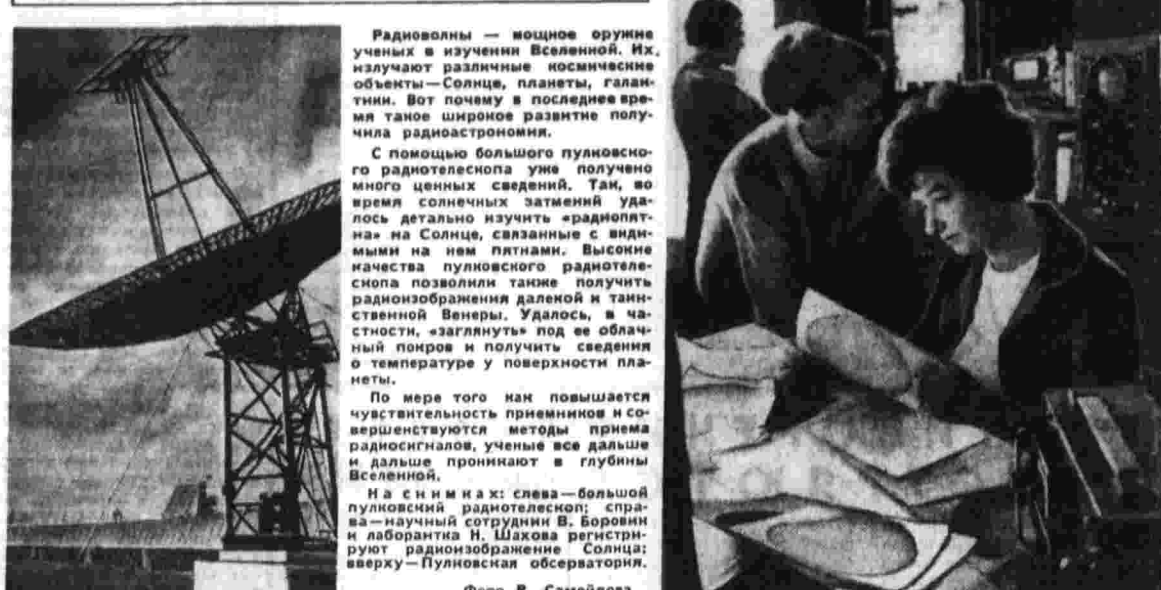 Радиоволны — мощное оружие
ученых в изучении Вселенной. Их
излучают различные космические
объекты—Солнце, планеты, галак-
тики. Вот почему в последнее вре-
мя такое широкое развитие полу-
чила радиоастрономия.
С помощью большого пулковско-
го радиотелескопа уже получено
много ценных сведений. Так, во
время солнечных затмений уда-
лось детально изучить «радиопят-
на» на Солнце, связанные с види-
мыми на нем пятнами. Высокие
качества пулковского радиотеле-
скопа позволили также получить
радиоизображения далекой и таин-
ственной Венеры. Удалось, в ча-
стности, «заглянуть» под ее облач-
ный покров и получить сведения
о температуре у поверхности пла-
неты.
По мере того как повышается
чувствительность приемников и со-
вершенствуются методы приема
радиосигналов, ученые все дальше
и дальше проникают в глубины
Вселенной.
На снимках: слева—большой
пулковский радиотелескоп; спра-
ва—научный сотрудник В. Боровик
и лаборантка Н. Шахова регистри-
руют радиоизображение Солнца;
вверху—Пулковская обсерватория.
Фото В. Самойлова